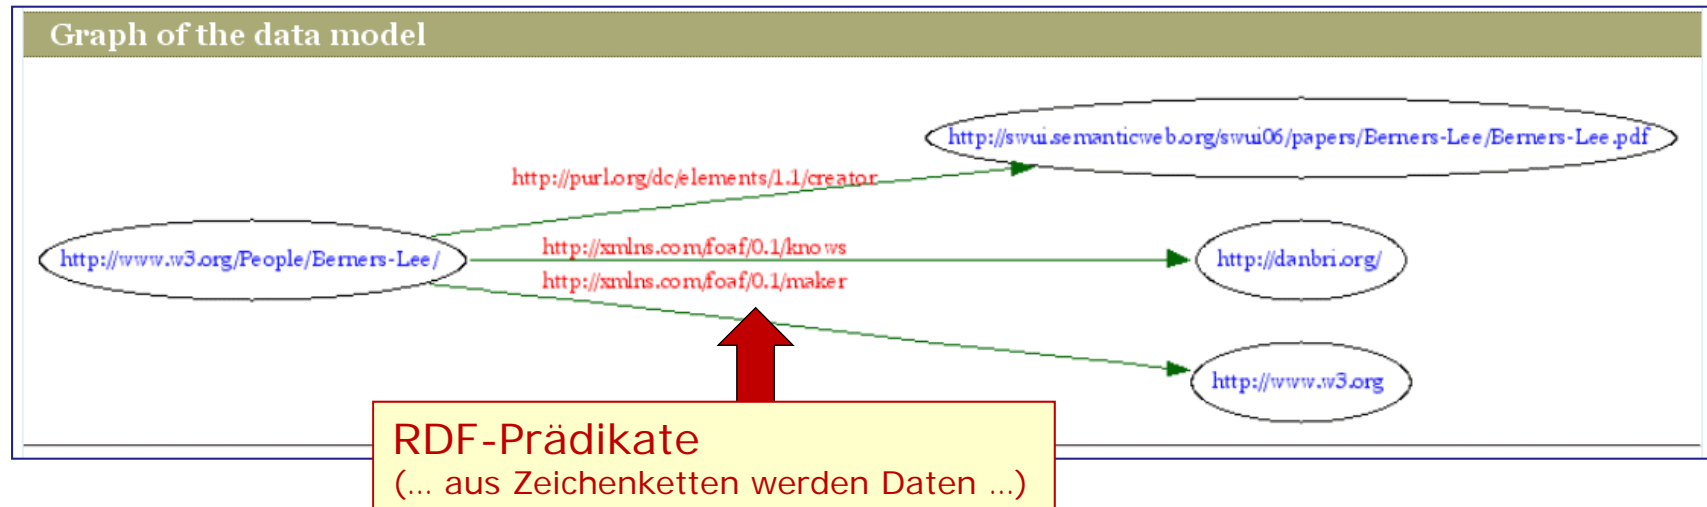 Graph of the data model
http://swui.semanticweb.org/swui06/papers/Berners-Lee/Berners-Lee.pdf
http://purl.org/dc/elements/1.1/creator
http://www.w3.org/People/Berners-Lee/
http://xmlns.com/foaf/0.1/knows
http://danbri.org/
http://xmlns.com/foaf/0.1/maker
http://www.w3.org
RDF-Prädikate
(... aus Zeichenketten werden Daten ...)